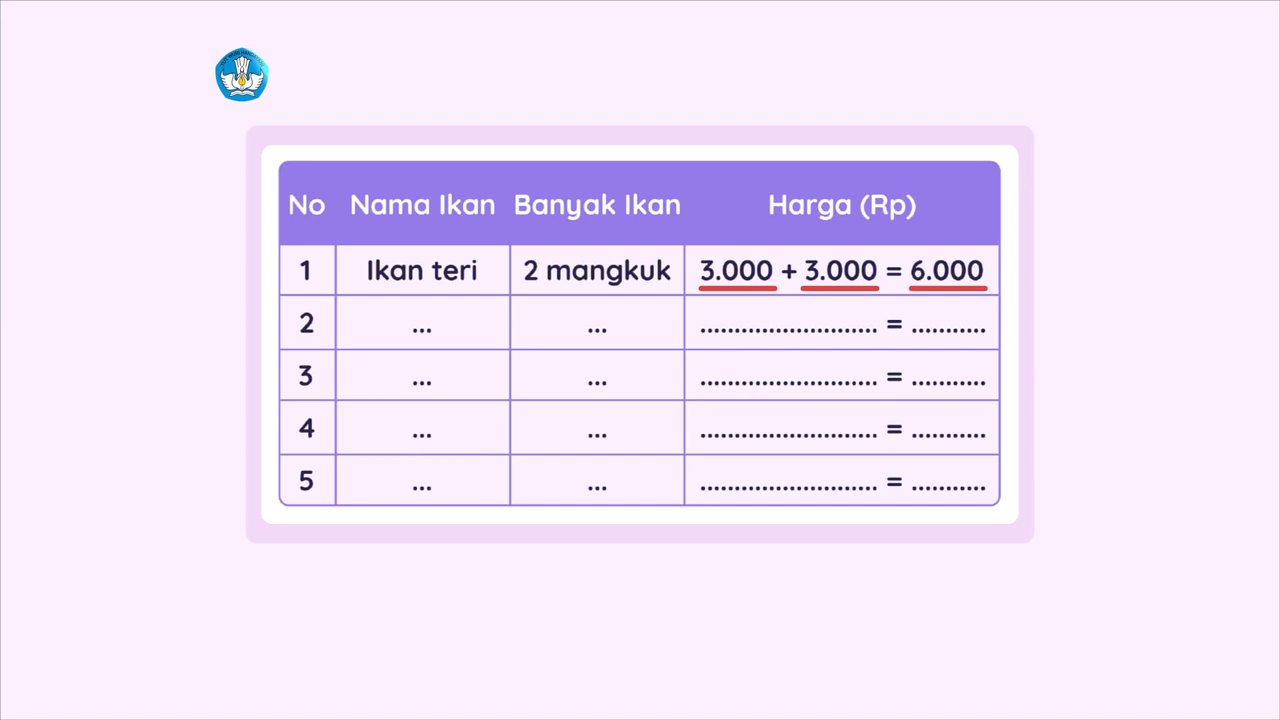 No Nama Ikan Banyak Ikan Harga (Rp)
1 Ikan teri 2 mangkuk 3.000 + 3.000 = 6.000
2 ... ... .......................... = ...........
3 ... ... .......................... = ...........
4 ... ... .......................... = ...........
5 ... ... .......................... = ...........